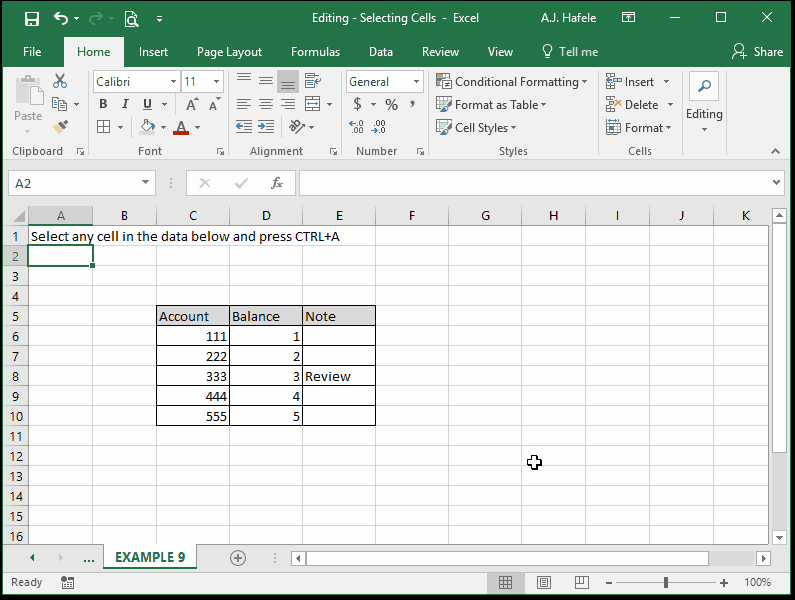 Editing - Selecting Cells - Excel A.J. Hafele
File Home Insert Page Layout Formulas Data Review View Tell me Share
Paste
Calibri 11
B I U A A
A
General
$ % ,
.00 .0
Conditional Formatting
Format as Table
Cell Styles
Insert
Delete
Format
Editing
Clipboard Font Alignment Number Styles Cells
A2 fx
A B C D E F G H I J K
1 Select any cell in the data below and press CTRL+A
2
3
4
5 Account Balance Note
6 111 1
7 222 2
8 333 3 Review
9 444 4
10 555 5
11
12
13
14
15
16
... EXAMPLE 9
Ready 100%